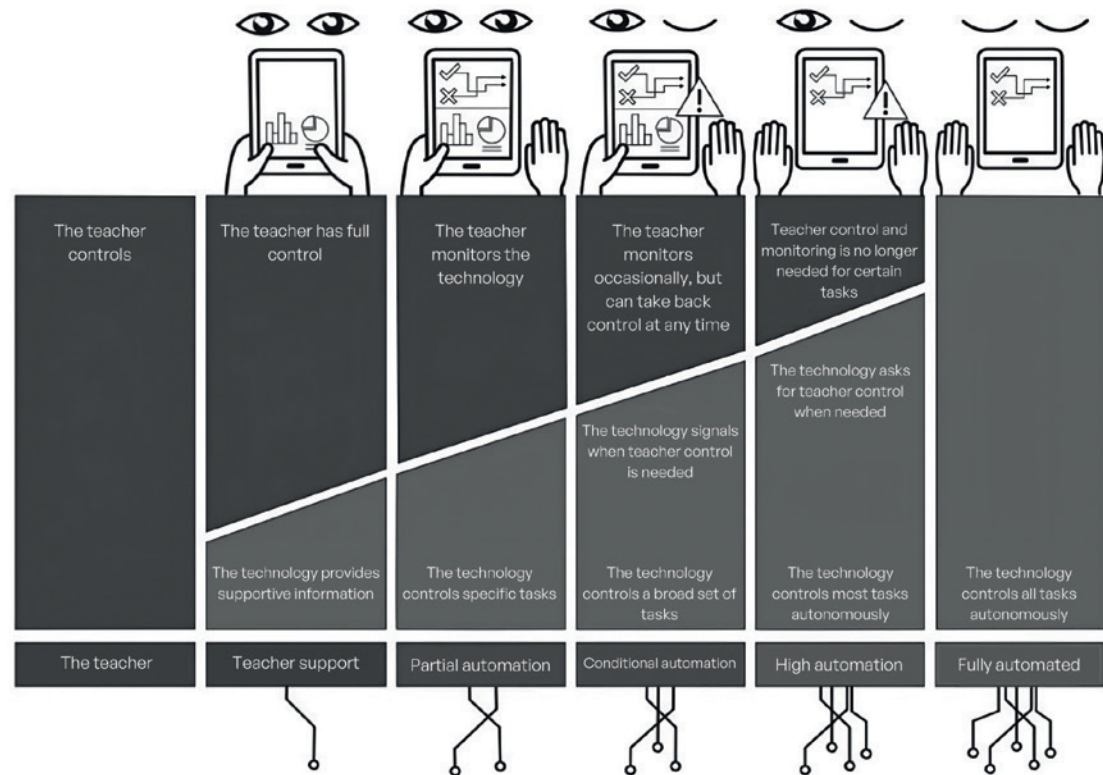 The teacher
controls
The teacher has full
control
The teacher
monitors the
technology
The teacher
monitors
occasionally, but
can take back
control at any time
Teacher control and
monitoring is no longer
needed for certain
tasks
The technology asks
for teacher control
when needed
The technology signals
when teacher control
is needed
The technology provides
supportive information
The technology
controls specific tasks
The technology
controls a broad set of
tasks
The technology
controls most tasks
autonomously
The technology
controls all tasks
autonomously
The teacher
Teacher support
Partial automation
Conditional automation
High automation
Fully automated